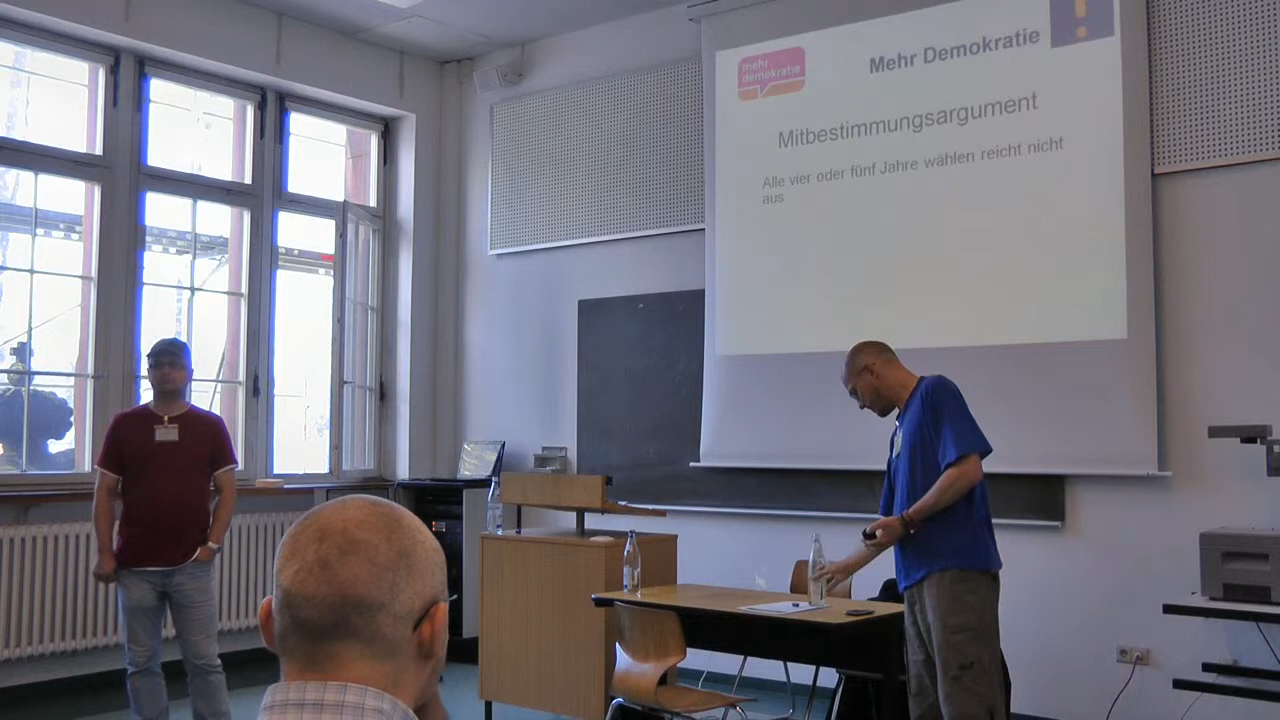 mehr
demokratie
Mehr Demokratie
!
Mitbestimmungsargument
Alle vier oder fünf Jahre wählen reicht nicht
aus